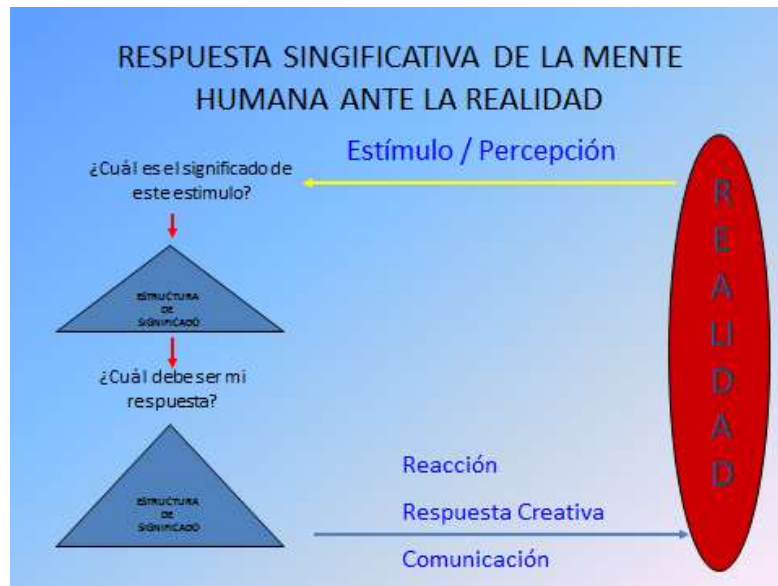 RESPUESTA SINGIFICATIVA DE LA MENTE
HUMANA ANTE LA REALIDAD
Estímulo / Percepción
¿Cuál es el significado de
este estimulo?
ESTRUCTURA
DE
SIGNIFICADO
¿Cuál debe ser mi
respuesta?
ESTRUCTURA
DE
SIGNIFICADO
Reacción
Respuesta Creativa
Comunicación
REALIDAD